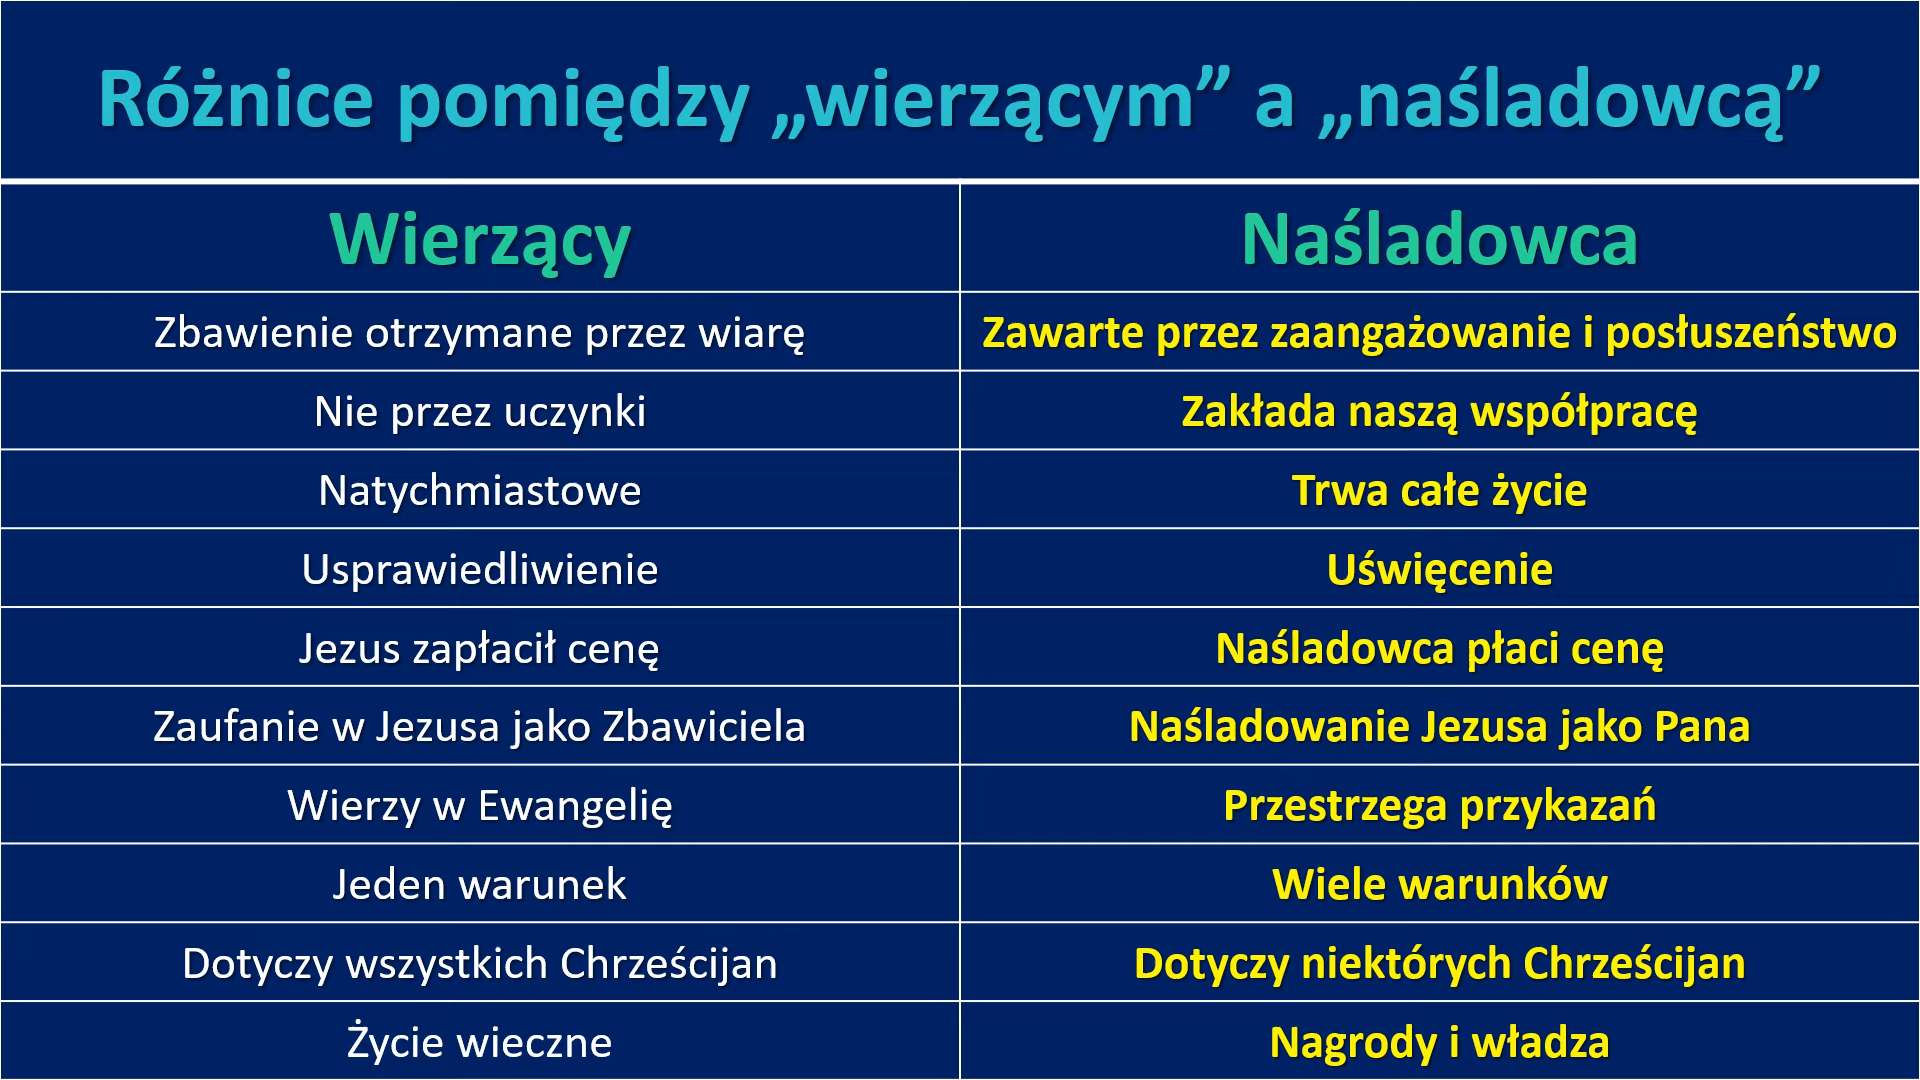 Różnice pomiędzy „wierzącym” a „naśladowcą”
Wierzący
Naśladowca
Zbawienie otrzymane przez wiarę
Zawarte przez zaangażowanie i posłuszeństwo
Nie przez uczynki
Zakłada naszą współpracę
Natychmiastowe
Trwa całe życie
Usprawiedliwienie
Uświęcenie
Jezus zapłacił cenę
Naśladowca płaci cenę
Zaufanie w Jezusa jako Zbawiciela
Naśladowanie Jezusa jako Pana
Wierzy w Ewangelię
Przestrzega przykazań
Jeden warunek
Wiele warunków
Dotyczy wszystkich Chrześcijan
Dotyczy niektórych Chrześcijan
Życie wieczne
Nagrody i władza